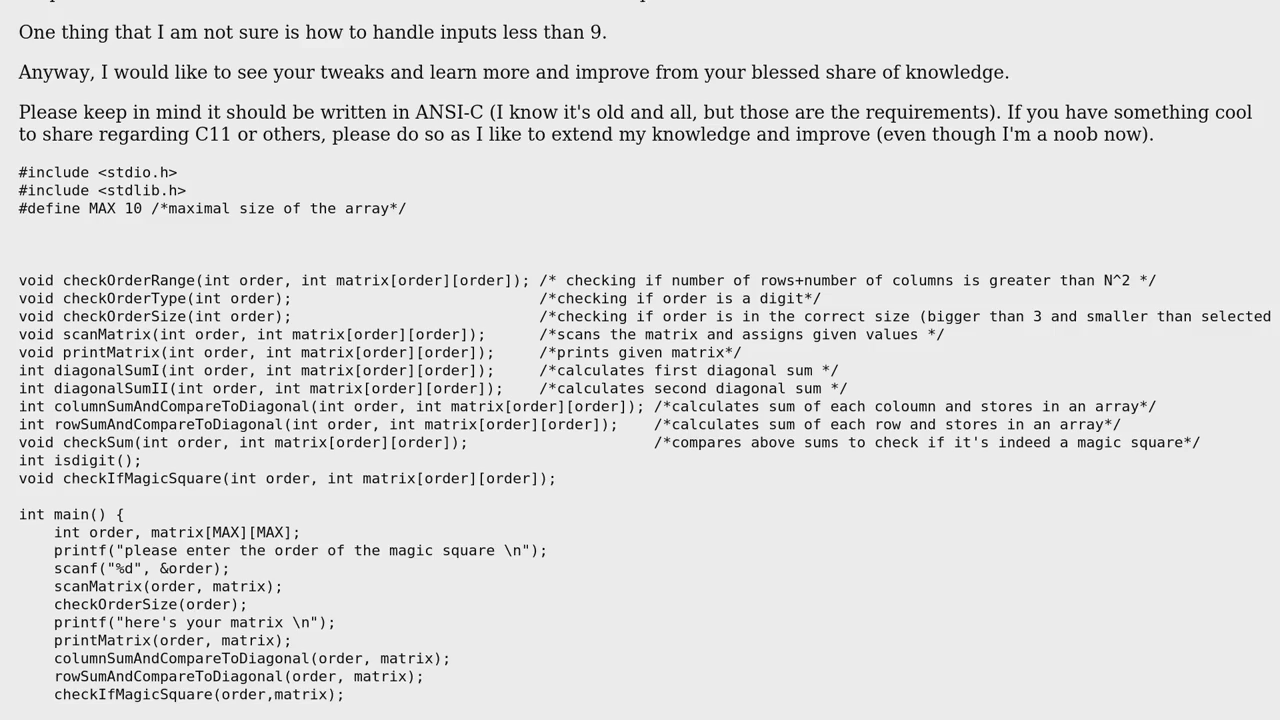 One thing that I am not sure is how to handle inputs less than 9.
Anyway, I would like to see your tweaks and learn more and improve from your blessed share of knowledge.
Please keep in mind it should be written in ANSI-C (I know it's old and all, but those are the requirements). If you have something cool
to share regarding C11 or others, please do so as I like to extend my knowledge and improve (even though I'm a noob now).
#include <stdio.h>
#include <stdlib.h>
#define MAX 10 /*maximal size of the array*/
void checkOrderRange(int order, int matrix[order][order]); /* checking if number of rows+number of columns is greater than N^2 */
void checkOrderType(int order);                            /*checking if order is a digit*/
void checkOrderSize(int order);                            /*checking if order is in the correct size (bigger than 3 and smaller than selected
void scanMatrix(int order, int matrix[order][order]);      /*scans the matrix and assigns given values */
void printMatrix(int order, int matrix[order][order]);     /*prints given matrix*/
int diagonalSumI(int order, int matrix[order][order]);     /*calculates first diagonal sum */
int diagonalSumII(int order, int matrix[order][order]);    /*calculates second diagonal sum */
int columnSumAndCompareToDiagonal(int order, int matrix[order][order]); /*calculates sum of each coloumn and stores in an array*/
int rowSumAndCompareToDiagonal(int order, int matrix[order][order]);    /*calculates sum of each row and stores in an array*/
void checkSum(int order, int matrix[order][order]);                     /*compares above sums to check if it's indeed a magic square*/
int isdigit();
void checkIfMagicSquare(int order, int matrix[order][order]);
int main() {
    int order, matrix[MAX][MAX];
    printf("please enter the order of the magic square \n");
    scanf("%d", &order);
    scanMatrix(order, matrix);
    checkOrderSize(order);
    printf("here's your matrix \n");
    printMatrix(order, matrix);
    columnSumAndCompareToDiagonal(order, matrix);
    rowSumAndCompareToDiagonal(order, matrix);
    checkIfMagicSquare(order,matrix);